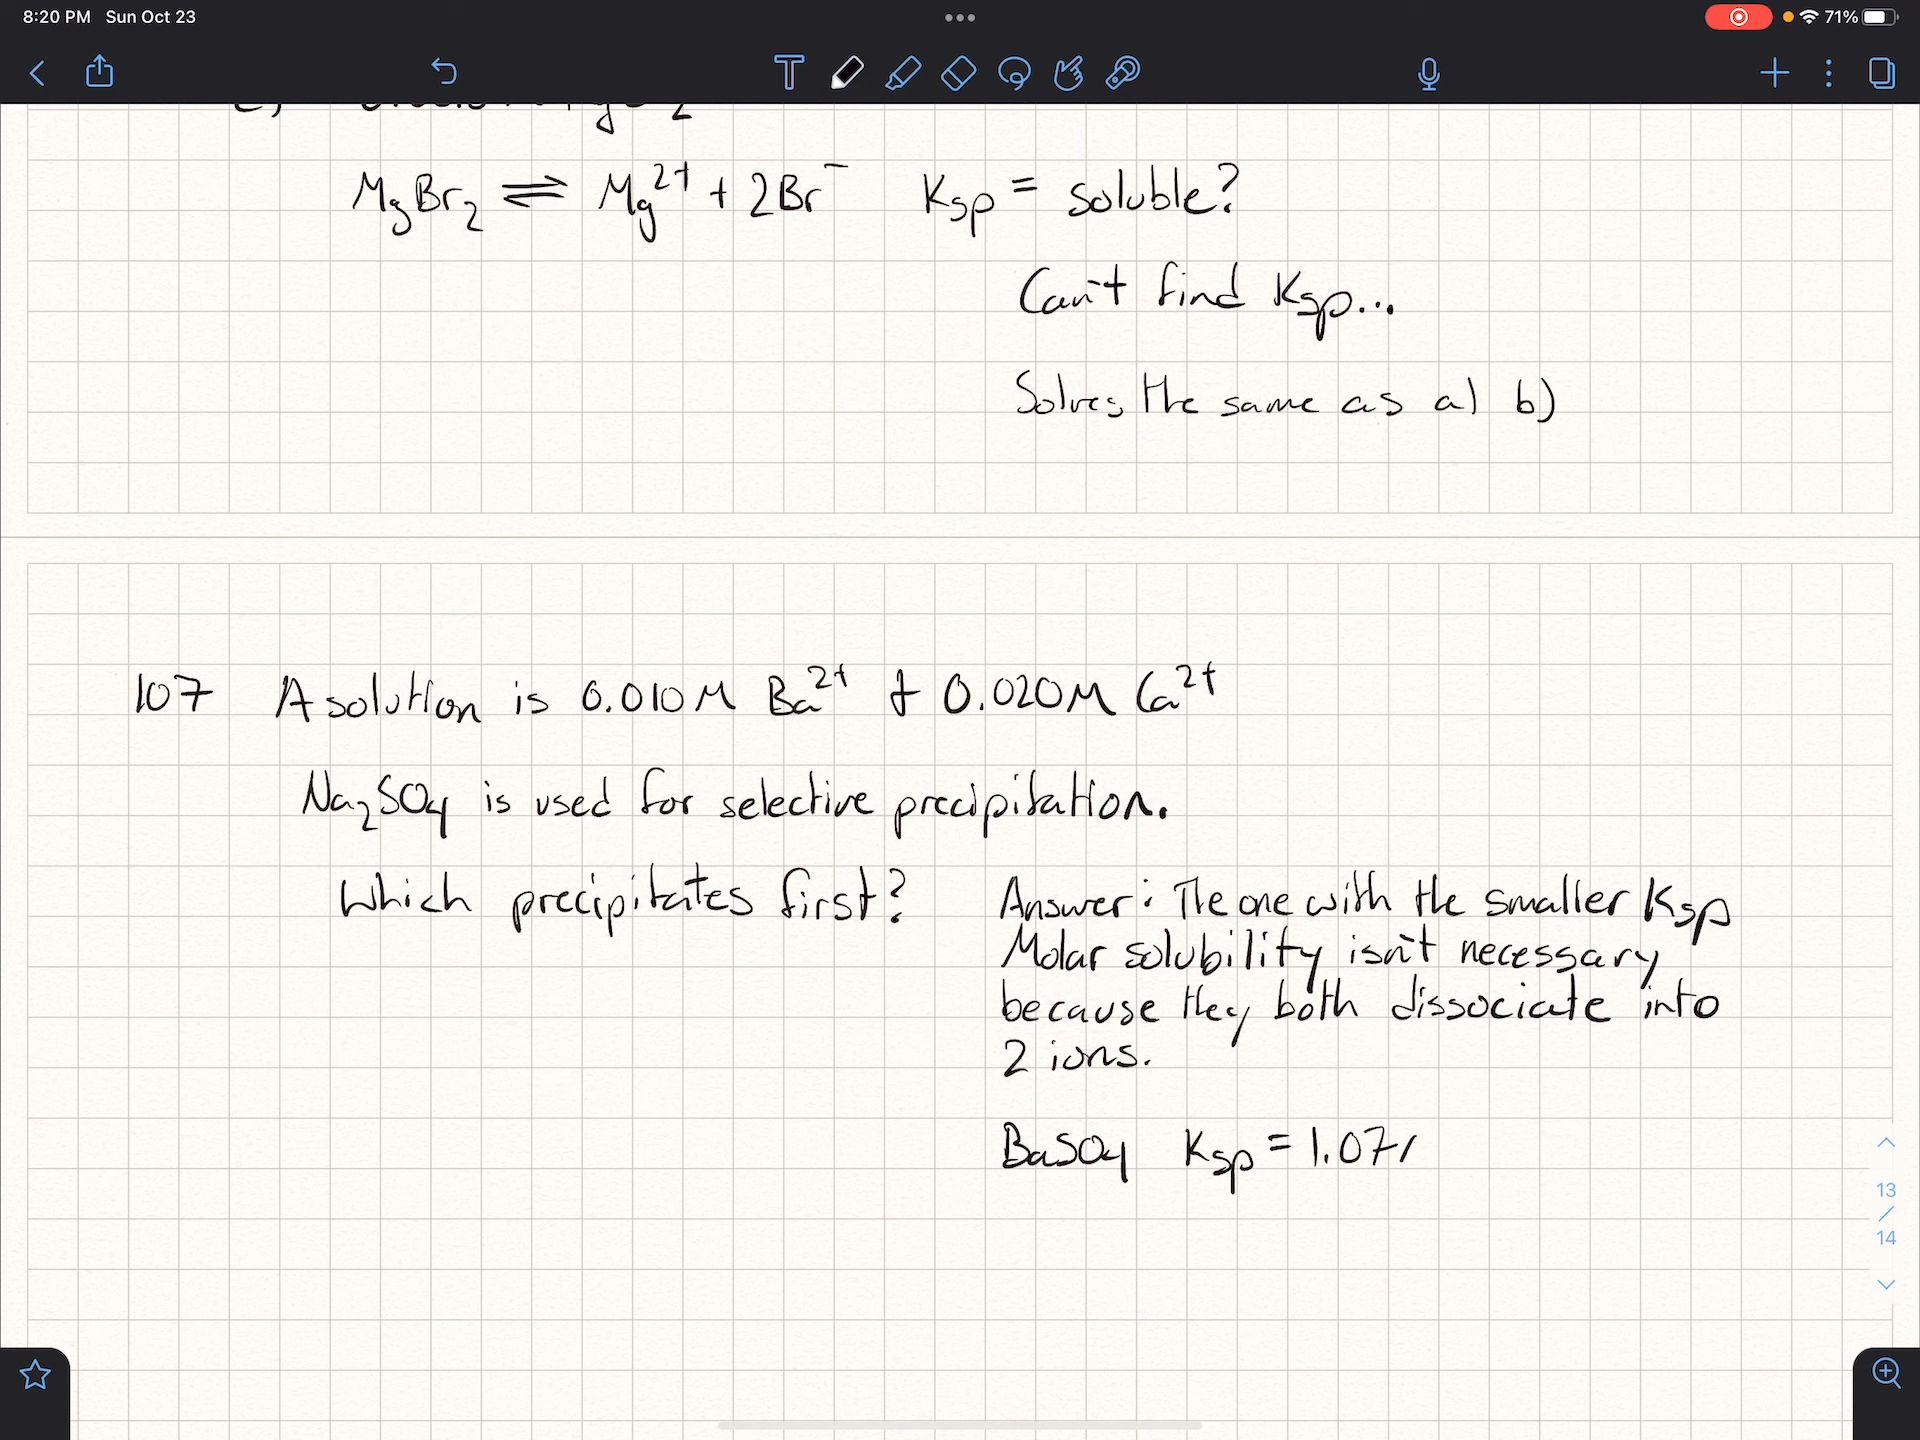 8:20 PM Sun Oct 23
71%
MgBr₂ ⇌ Mg²⁺ + 2Br⁻ Ksp = soluble?
Can't find Ksp...
Solves the same as a) b)
107 A solution is 0.010M Ba²⁺ & 0.020M Ca²⁺
Na₂SO₄ is used for selective precipitation.
Which precipitates first? Answer: The one with the smaller Ksp
Molar solubility isn't necessary
because they both dissociate into
2 ions.
BaSO₄ Ksp = 1.07
13
/
14